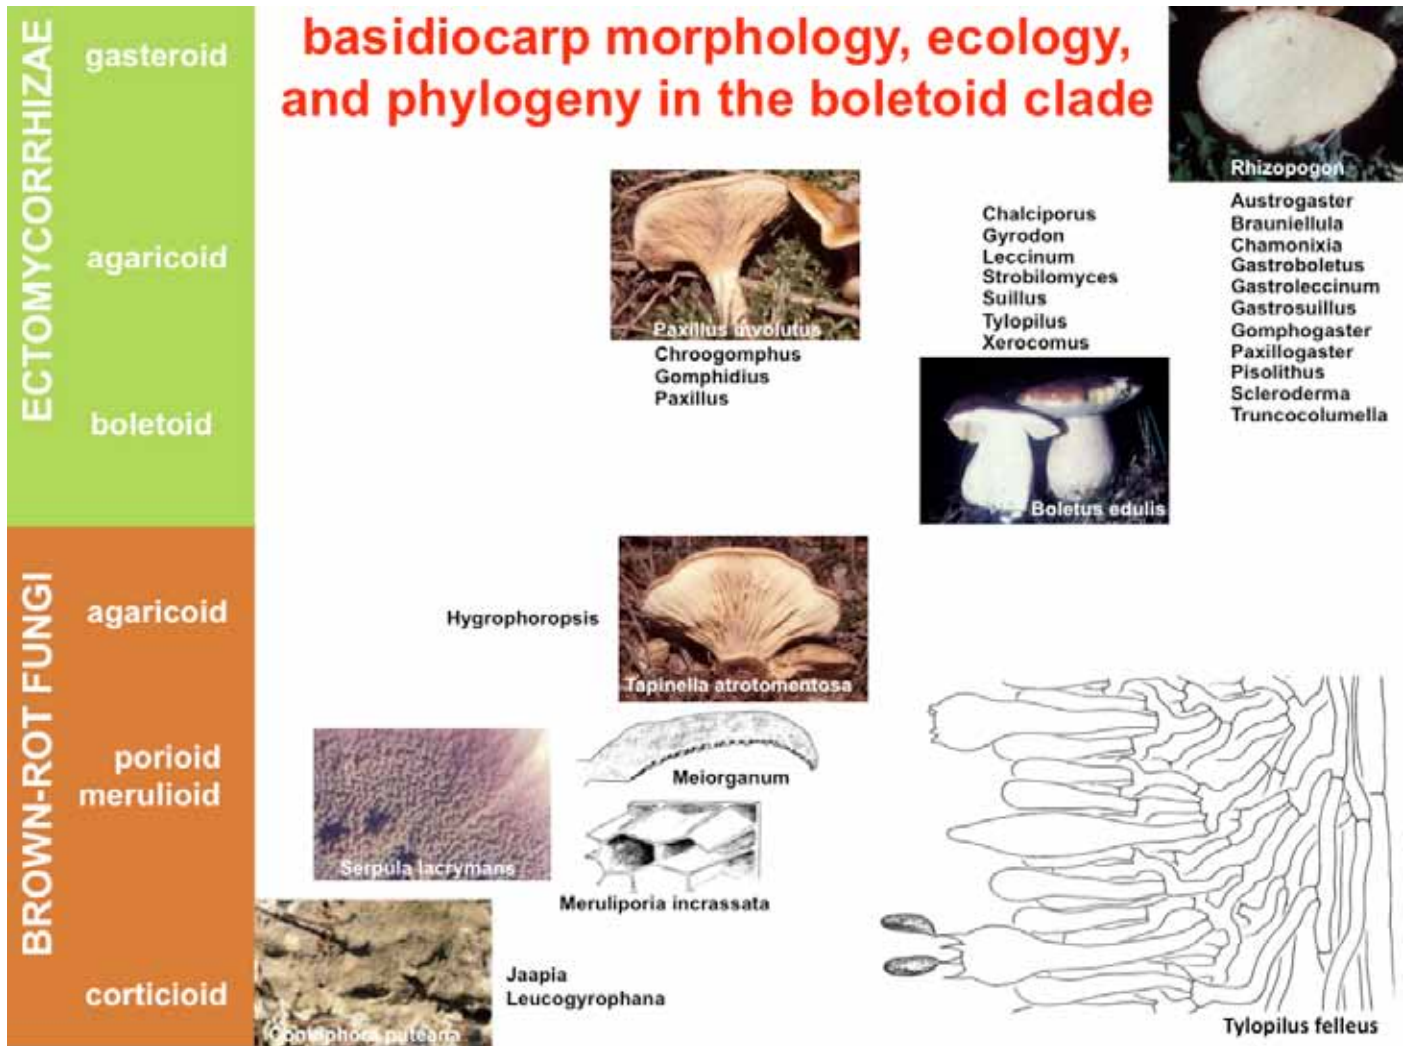 basidiocarp morphology, ecology,
and phylogeny in the boletoid clade
ECTOMYCORRHIZAE
gasteroid
agaricoid
boletoid
BROWN-ROT FUNGI
agaricoid
porioid
merulioid
corticioid
Rhizopogon
Austrogaster
Brauniellula
Chamonixia
Gastroboletus
Gastroleccinum
Gastrosuillus
Gomphogaster
Paxillogaster
Pisolithus
Scleroderma
Truncocolumella
Chalciporus
Gyrodon
Leccinum
Strobilomyces
Suillus
Tylopilus
Xerocomus
Boletus edulis
Paxillus involutus
Chroogomphus
Gomphidius
Paxillus
Hygrophoropsis
Tapinella atrotomentosa
Meiorganum
Serpula lacrymans
Meruliporia incrassata
Coniophora puteana
Jaapia
Leucogyrophana
Tylopilus felleus